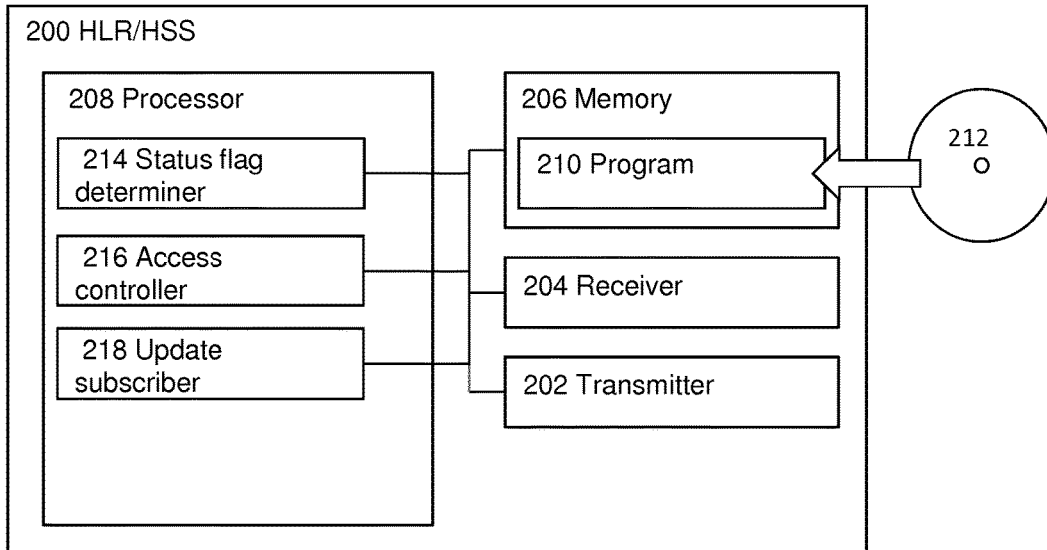 200 HLR/HSS
208 Processor
214 Status flag
determiner
216 Access
controller
218 Update
subscriber
206 Memory
210 Program
204 Receiver
202 Transmitter
212